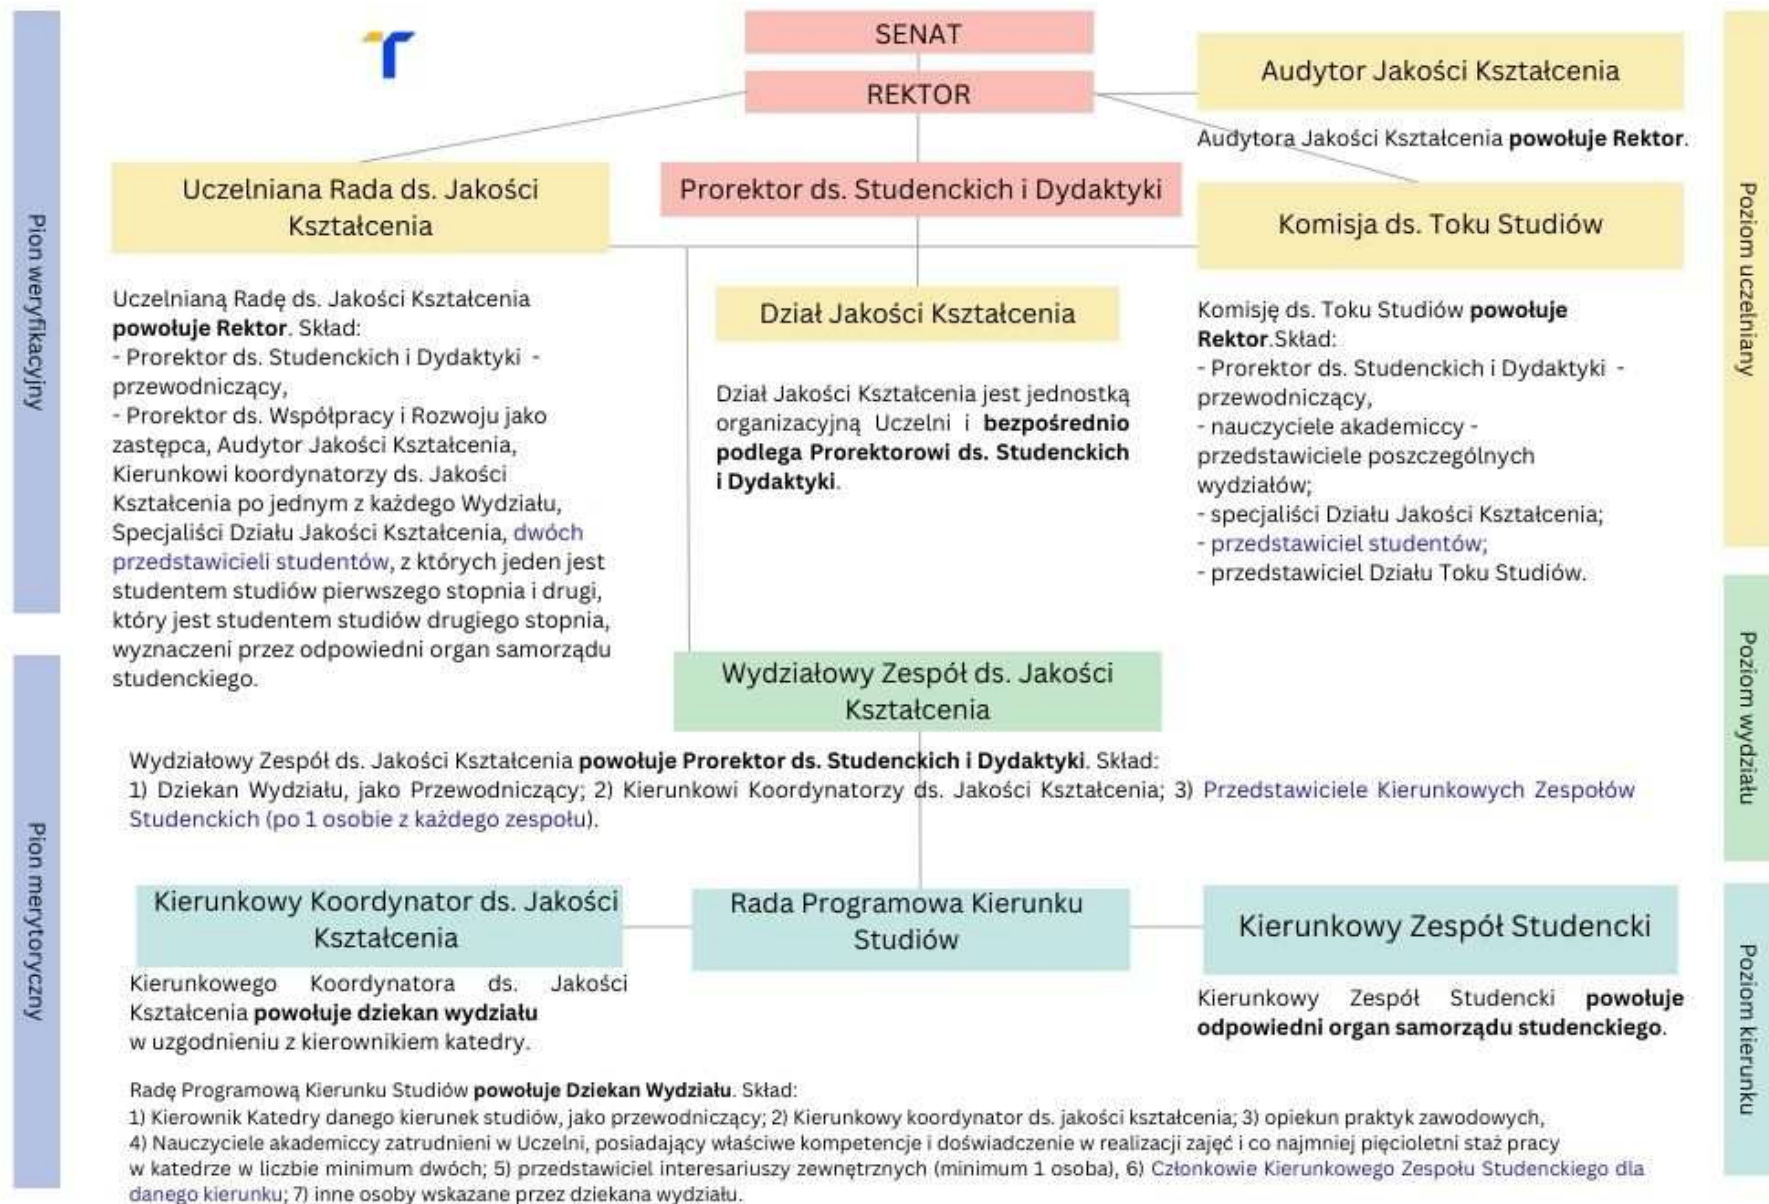 SENAT
REKTOR
Audytor Jakości Kształcenia
Audytora Jakości Kształcenia powołuje Rektor.
Uczelniana Rada ds. Jakości
Kształcenia
Prorektor ds. Studenckich i Dydaktyki
Komisja ds. Toku Studiów
Pion weryfikacyjny
Poziom uczelniany
Uczelnianą Radę ds. Jakości Kształcenia
powołuje Rektor. Skład:
- Prorektor ds. Studenckich i Dydaktyki -
przewodniczący,
- Prorektor ds. Współpracy i Rozwoju jako
zastępca, Audytor Jakości Kształcenia,
Kierunkowi koordynatorzy ds. Jakości
Kształcenia po jednym z każdego Wydziału,
Specjaliści Działu Jakości Kształcenia, dwóch
przedstawicieli studentów, z których jeden jest
studentem studiów pierwszego stopnia i drugi,
który jest studentem studiów drugiego stopnia,
wyznaczeni przez odpowiedni organ samorządu
studenckiego.
Dział Jakości Kształcenia
Dział Jakości Kształcenia jest jednostką
organizacyjną Uczelni i bezpośrednio
podlega Prorektorowi ds. Studenckich
i Dydaktyki.
Komisję ds. Toku Studiów powołuje
Rektor.Skład:
- Prorektor ds. Studenckich i Dydaktyki -
przewodniczący,
- nauczyciele akademiccy -
przedstawiciele poszczególnych
wydziałów;
- specjaliści Działu Jakości Kształcenia;
- przedstawiciel studentów;
- przedstawiciel Działu Toku Studiów.
Wydziałowy Zespół ds. Jakości
Kształcenia
Poziom wydziału
Wydziałowy Zespół ds. Jakości Kształcenia powołuje Prorektor ds. Studenckich i Dydaktyki. Skład:
1) Dziekan Wydziału, jako Przewodniczący; 2) Kierunkowi Koordynatorzy ds. Jakości Kształcenia; 3) Przedstawiciele Kierunkowych Zespołów
Studenckich (po 1 osobie z każdego zespołu).
Pion merytoryczny
Kierunkowy Koordynator ds. Jakości
Kształcenia
Rada Programowa Kierunku
Studiów
Kierunkowy Zespół Studencki
Poziom kierunku
Kierunkowego Koordynatora ds. Jakości
Kształcenia powołuje dziekan wydziału
w uzgodnieniu z kierownikiem katedry.
Kierunkowy Zespół Studencki powołuje
odpowiedni organ samorządu studenckiego.
Radę Programową Kierunku Studiów powołuje Dziekan Wydziału. Skład:
1) Kierownik Katedry danego kierunek studiów, jako przewodniczący; 2) Kierunkowy koordynator ds. jakości kształcenia; 3) opiekun praktyk zawodowych,
4) Nauczyciele akademiccy zatrudnieni w Uczelni, posiadający właściwe kompetencje i doświadczenie w realizacji zajęć i co najmniej pięcioletni staż pracy
w katedrze w liczbie minimum dwóch; 5) przedstawiciel interesariuszy zewnętrznych (minimum 1 osoba), 6) Członkowie Kierunkowego Zespołu Studenckiego dla
danego kierunku; 7) inne osoby wskazane przez dziekana wydziału.